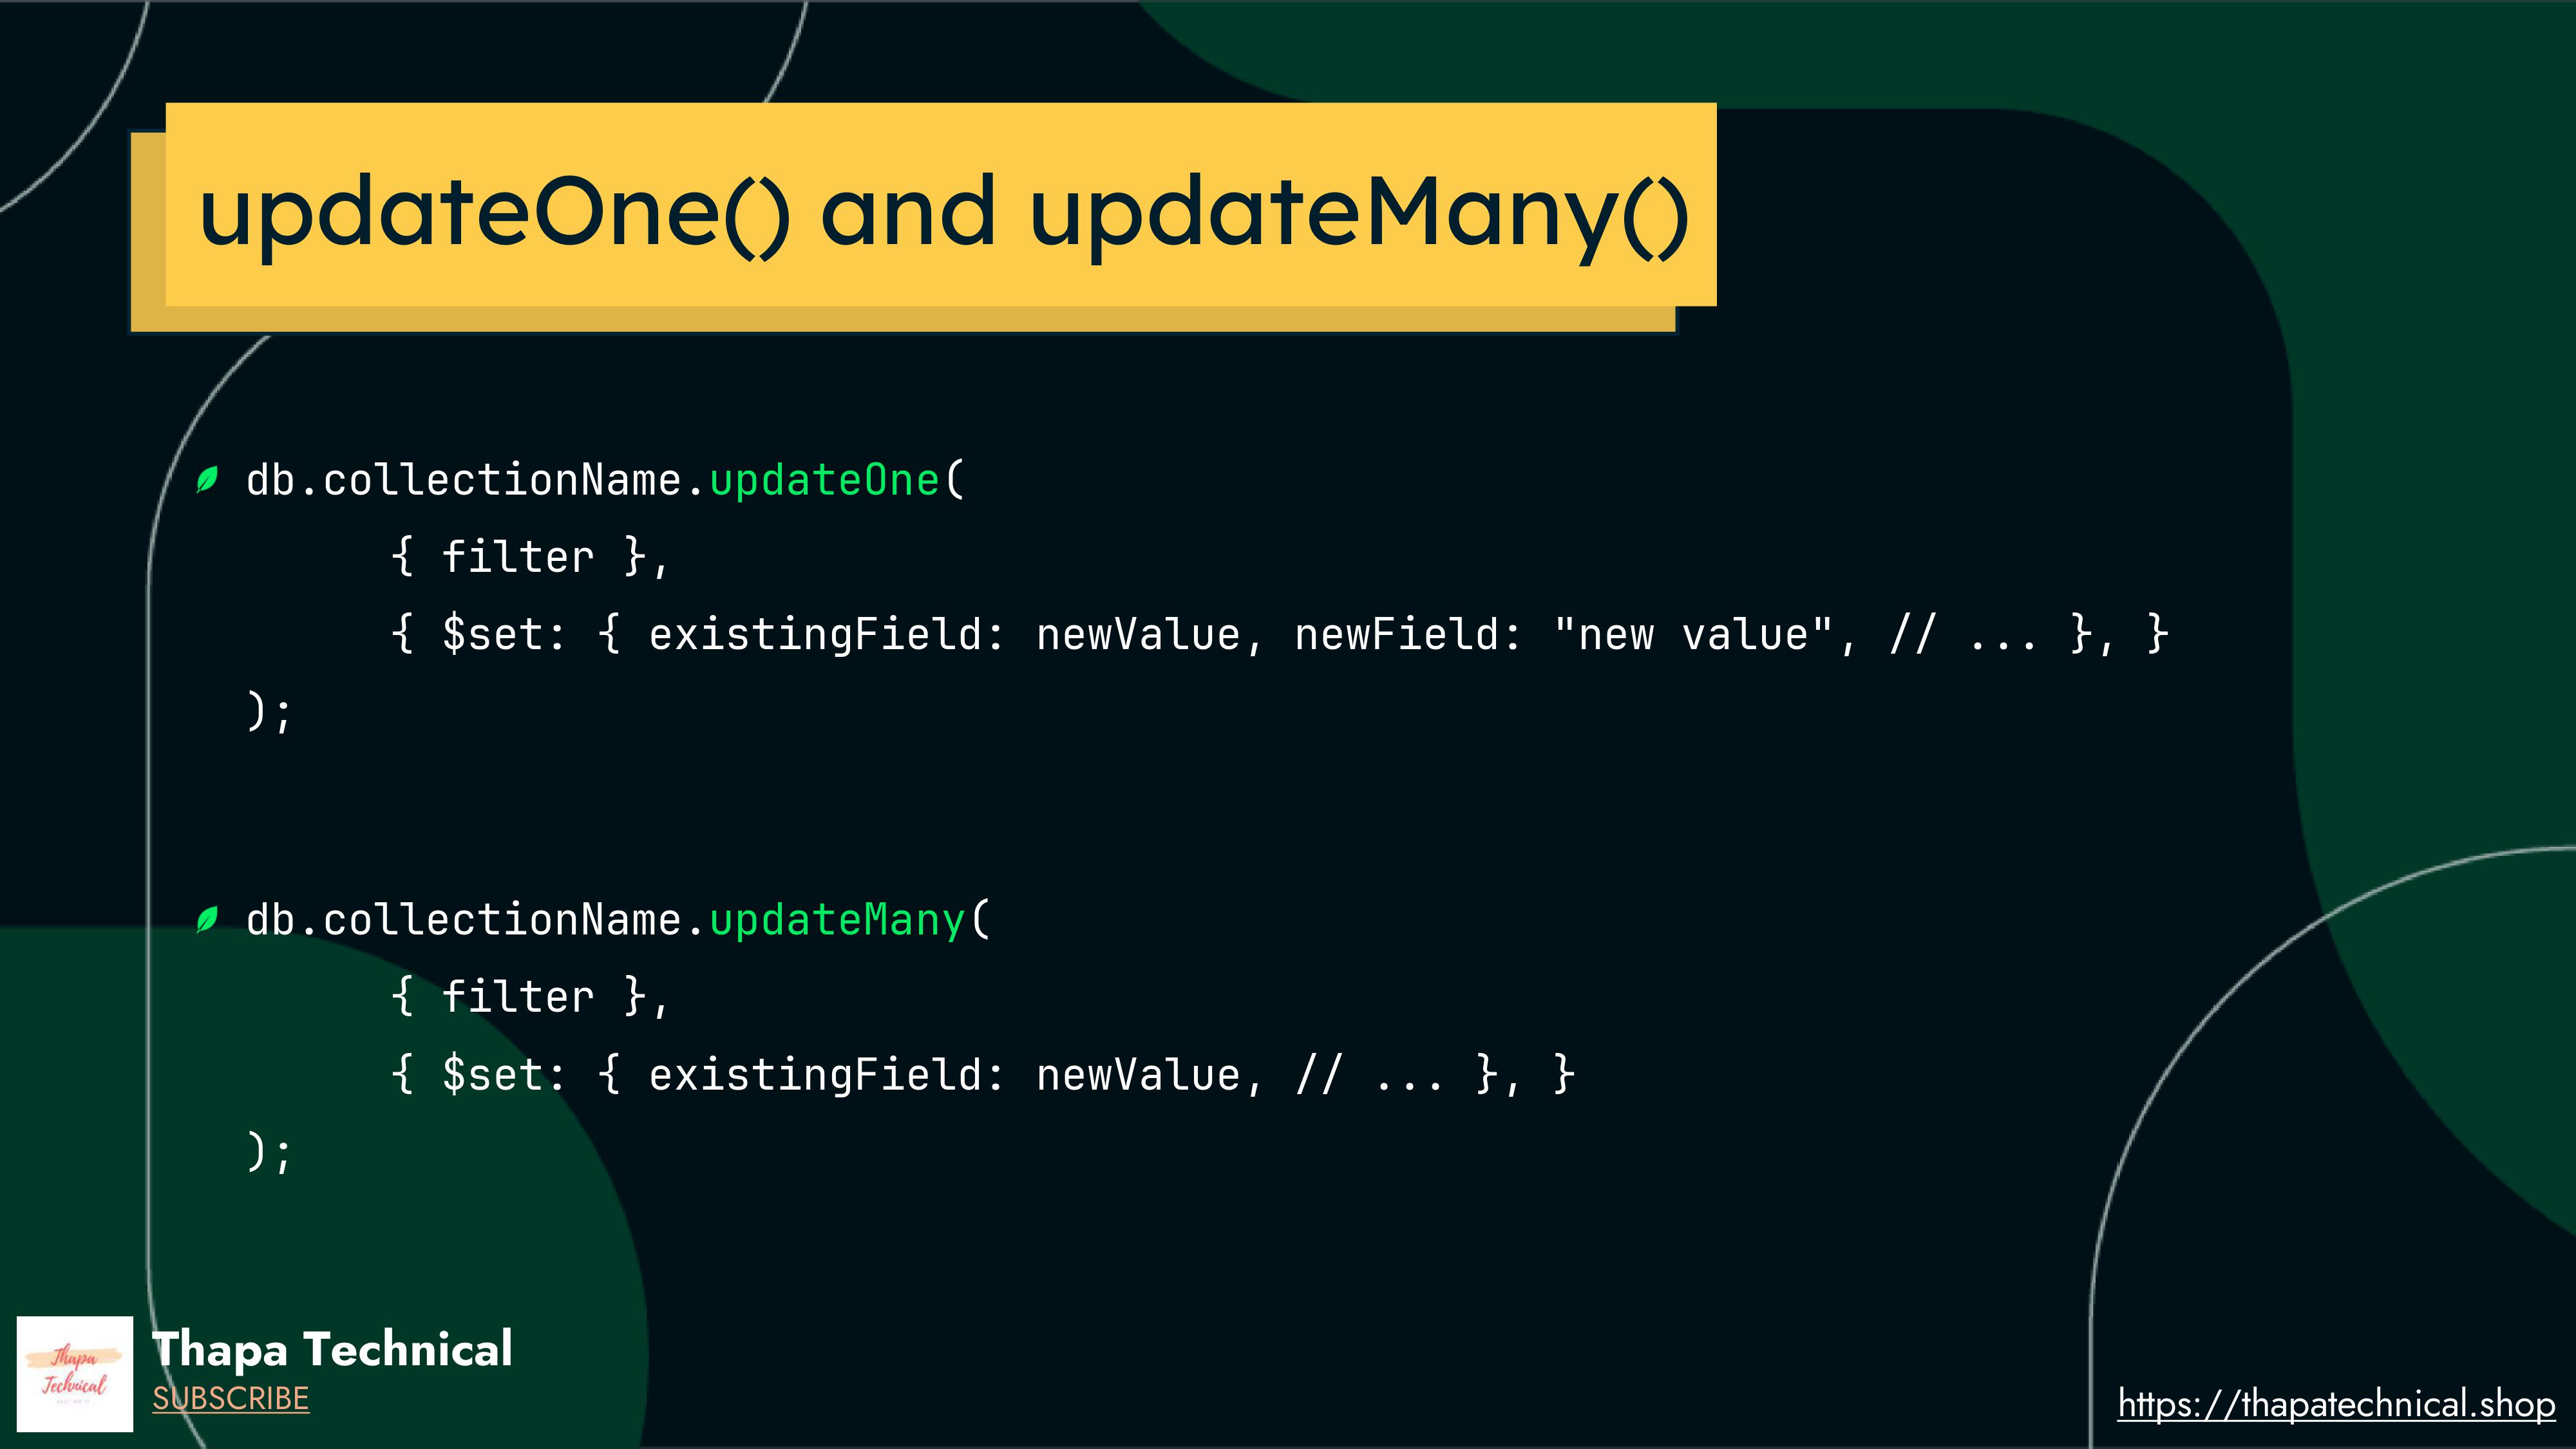 updateOne() and updateMany()
db.collectionName.updateOne(
{ filter },
{ $set: { existingField: newValue, newField: "new value", // ... }, }
);
db.collectionName.updateMany(
{ filter },
{ $set: { existingField: newValue, // ... }, }
);
Thapa
Technical
Thapa Technical
SUBSCRIBE
https://thapatechnical.shop